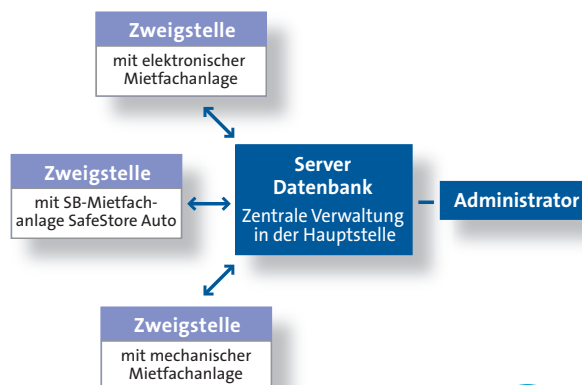 Zweigstelle
mit elektronischer
Mietfachanlage
Zweigstelle
mit SB-Mietfach-
anlage SafeStore Auto
Server
Datenbank
Zentrale Verwaltung
in der Hauptstelle
Administrator
Zweigstelle
mit mechanischer
Mietfachanlage